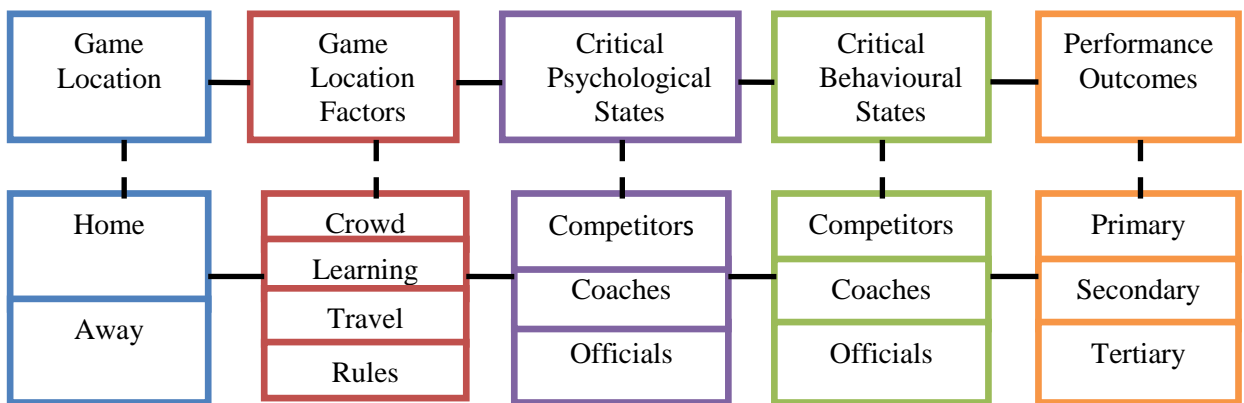 Game
Location
Game
Location
Factors
Critical
Psychological
States
Critical
Behavioural
States
Performance
Outcomes
Home
Away
Crowd
Learning
Travel
Rules
Competitors
Coaches
Officials
Competitors
Coaches
Officials
Primary
Secondary
Tertiary